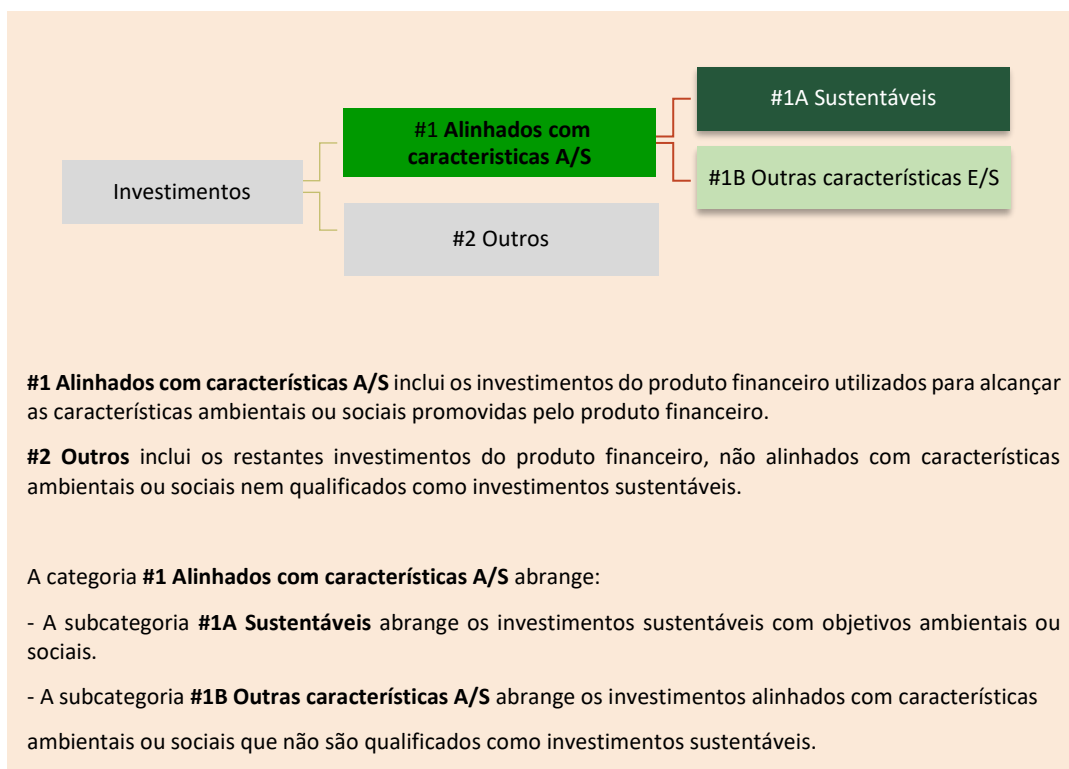 #1A Sustentáveis
#1 Alinhados com
caracteristicas A/S
#1B Outras características E/S
Investimentos
#2 Outros
#1 Alinhados com características A/S inclui os investimentos do produto financeiro utilizados para alcançar
as características ambientais ou sociais promovidas pelo produto financeiro.
#2 Outros inclui os restantes investimentos do produto financeiro, não alinhados com características
ambientais ou sociais nem qualificados como investimentos sustentáveis.
A categoria #1 Alinhados com características A/S abrange:
- A subcategoria #1A Sustentáveis abrange os investimentos sustentáveis com objetivos ambientais ou
sociais.
- A subcategoria #1B Outras características A/S abrange os investimentos alinhados com características
ambientais ou sociais que não são qualificados como investimentos sustentáveis.